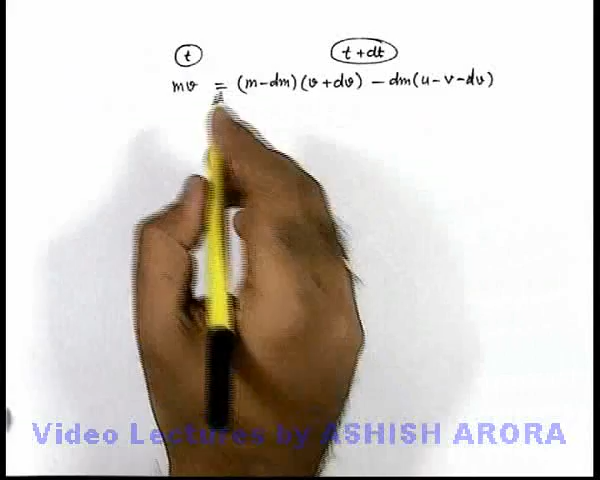 t t+dt
mv = (m-dm)(v+dv) - dm(u-v-dv)
Video Lectures by ASHISH ARORA